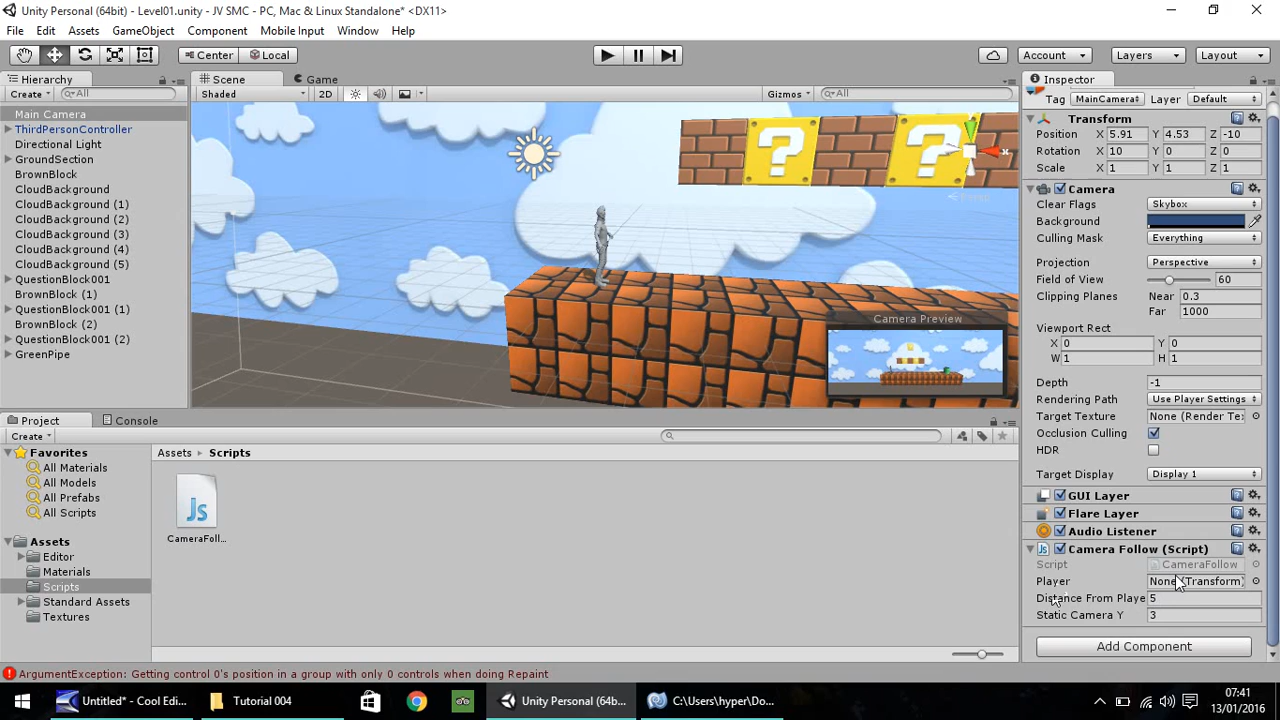 Unity Personal (64bit) - Level01.unity - JV SMC - PC, Mac & Linux Standalone* <DX11>
File Edit Assets GameObject Component Mobile Input Window Help
Center Local Account Layers Layout
Hierarchy
Create All
Main Camera
ThirdPersonController
Directional Light
GroundSection
BrownBlock
CloudBackground
CloudBackground (1)
CloudBackground (2)
CloudBackground (3)
CloudBackground (4)
CloudBackground (5)
QuestionBlock001
BrownBlock (1)
QuestionBlock001 (1)
BrownBlock (2)
QuestionBlock001 (2)
GreenPipe
Scene Game
Shaded 2D Gizmos All
? ?
x
Persp
Camera Preview
Inspector
Tag MainCamera Layer Default
Transform
Position X 5.91 Y 4.53 Z -10
Rotation X 10 Y 0 Z 0
Scale X 1 Y 1 Z 1
Camera
Clear Flags Skybox
Background
Culling Mask Everything
Projection Perspective
Field of View 60
Clipping Planes Near 0.3
Far 1000
Viewport Rect
X 0 Y 0
W 1 H 1
Depth -1
Rendering Path Use Player Settings
Target Texture None (Render Te:
Occlusion Culling
HDR
Target Display Display 1
GUI Layer
Flare Layer
Audio Listener
Camera Follow (Script)
Script CameraFollow
Player None (Transform)
Distance From Playe 5
Static Camera Y 3
Add Component
Project Console
Create
Favorites
All Materials
All Models
All Prefabs
All Scripts
Assets
Editor
Materials
Scripts
Standard Assets
Textures
Assets Scripts
Js
CameraFoll...
ArgumentException: Getting control 0's position in a group with only 0 controls when doing Repaint
Untitled* - Cool Edi... Tutorial 004 Unity Personal (64b... C:\Users\hyper\Do...
07:41
13/01/2016